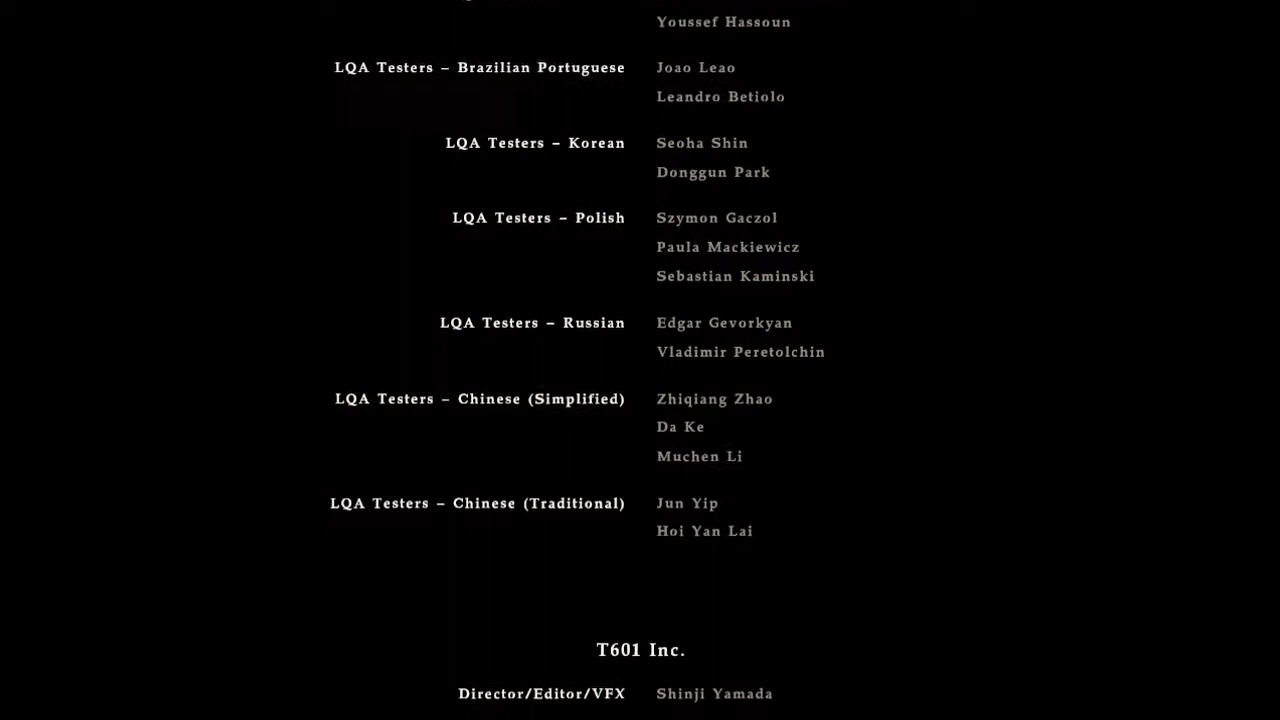 Youssef Hassoun
LQA Testers – Brazilian Portuguese Joao Leao
Leandro Betiolo
LQA Testers – Korean Seoha Shin
Donggun Park
LQA Testers – Polish Szymon Gaczol
Paula Mackiewicz
Sebastian Kaminski
LQA Testers – Russian Edgar Gevorkyan
Vladimir Peretolchin
LQA Testers – Chinese (Simplified) Zhiqiang Zhao
Da Ke
Muchen Li
LQA Testers – Chinese (Traditional) Jun Yip
Hoi Yan Lai
T601 Inc.
Director/Editor/VFX Shinji Yamada